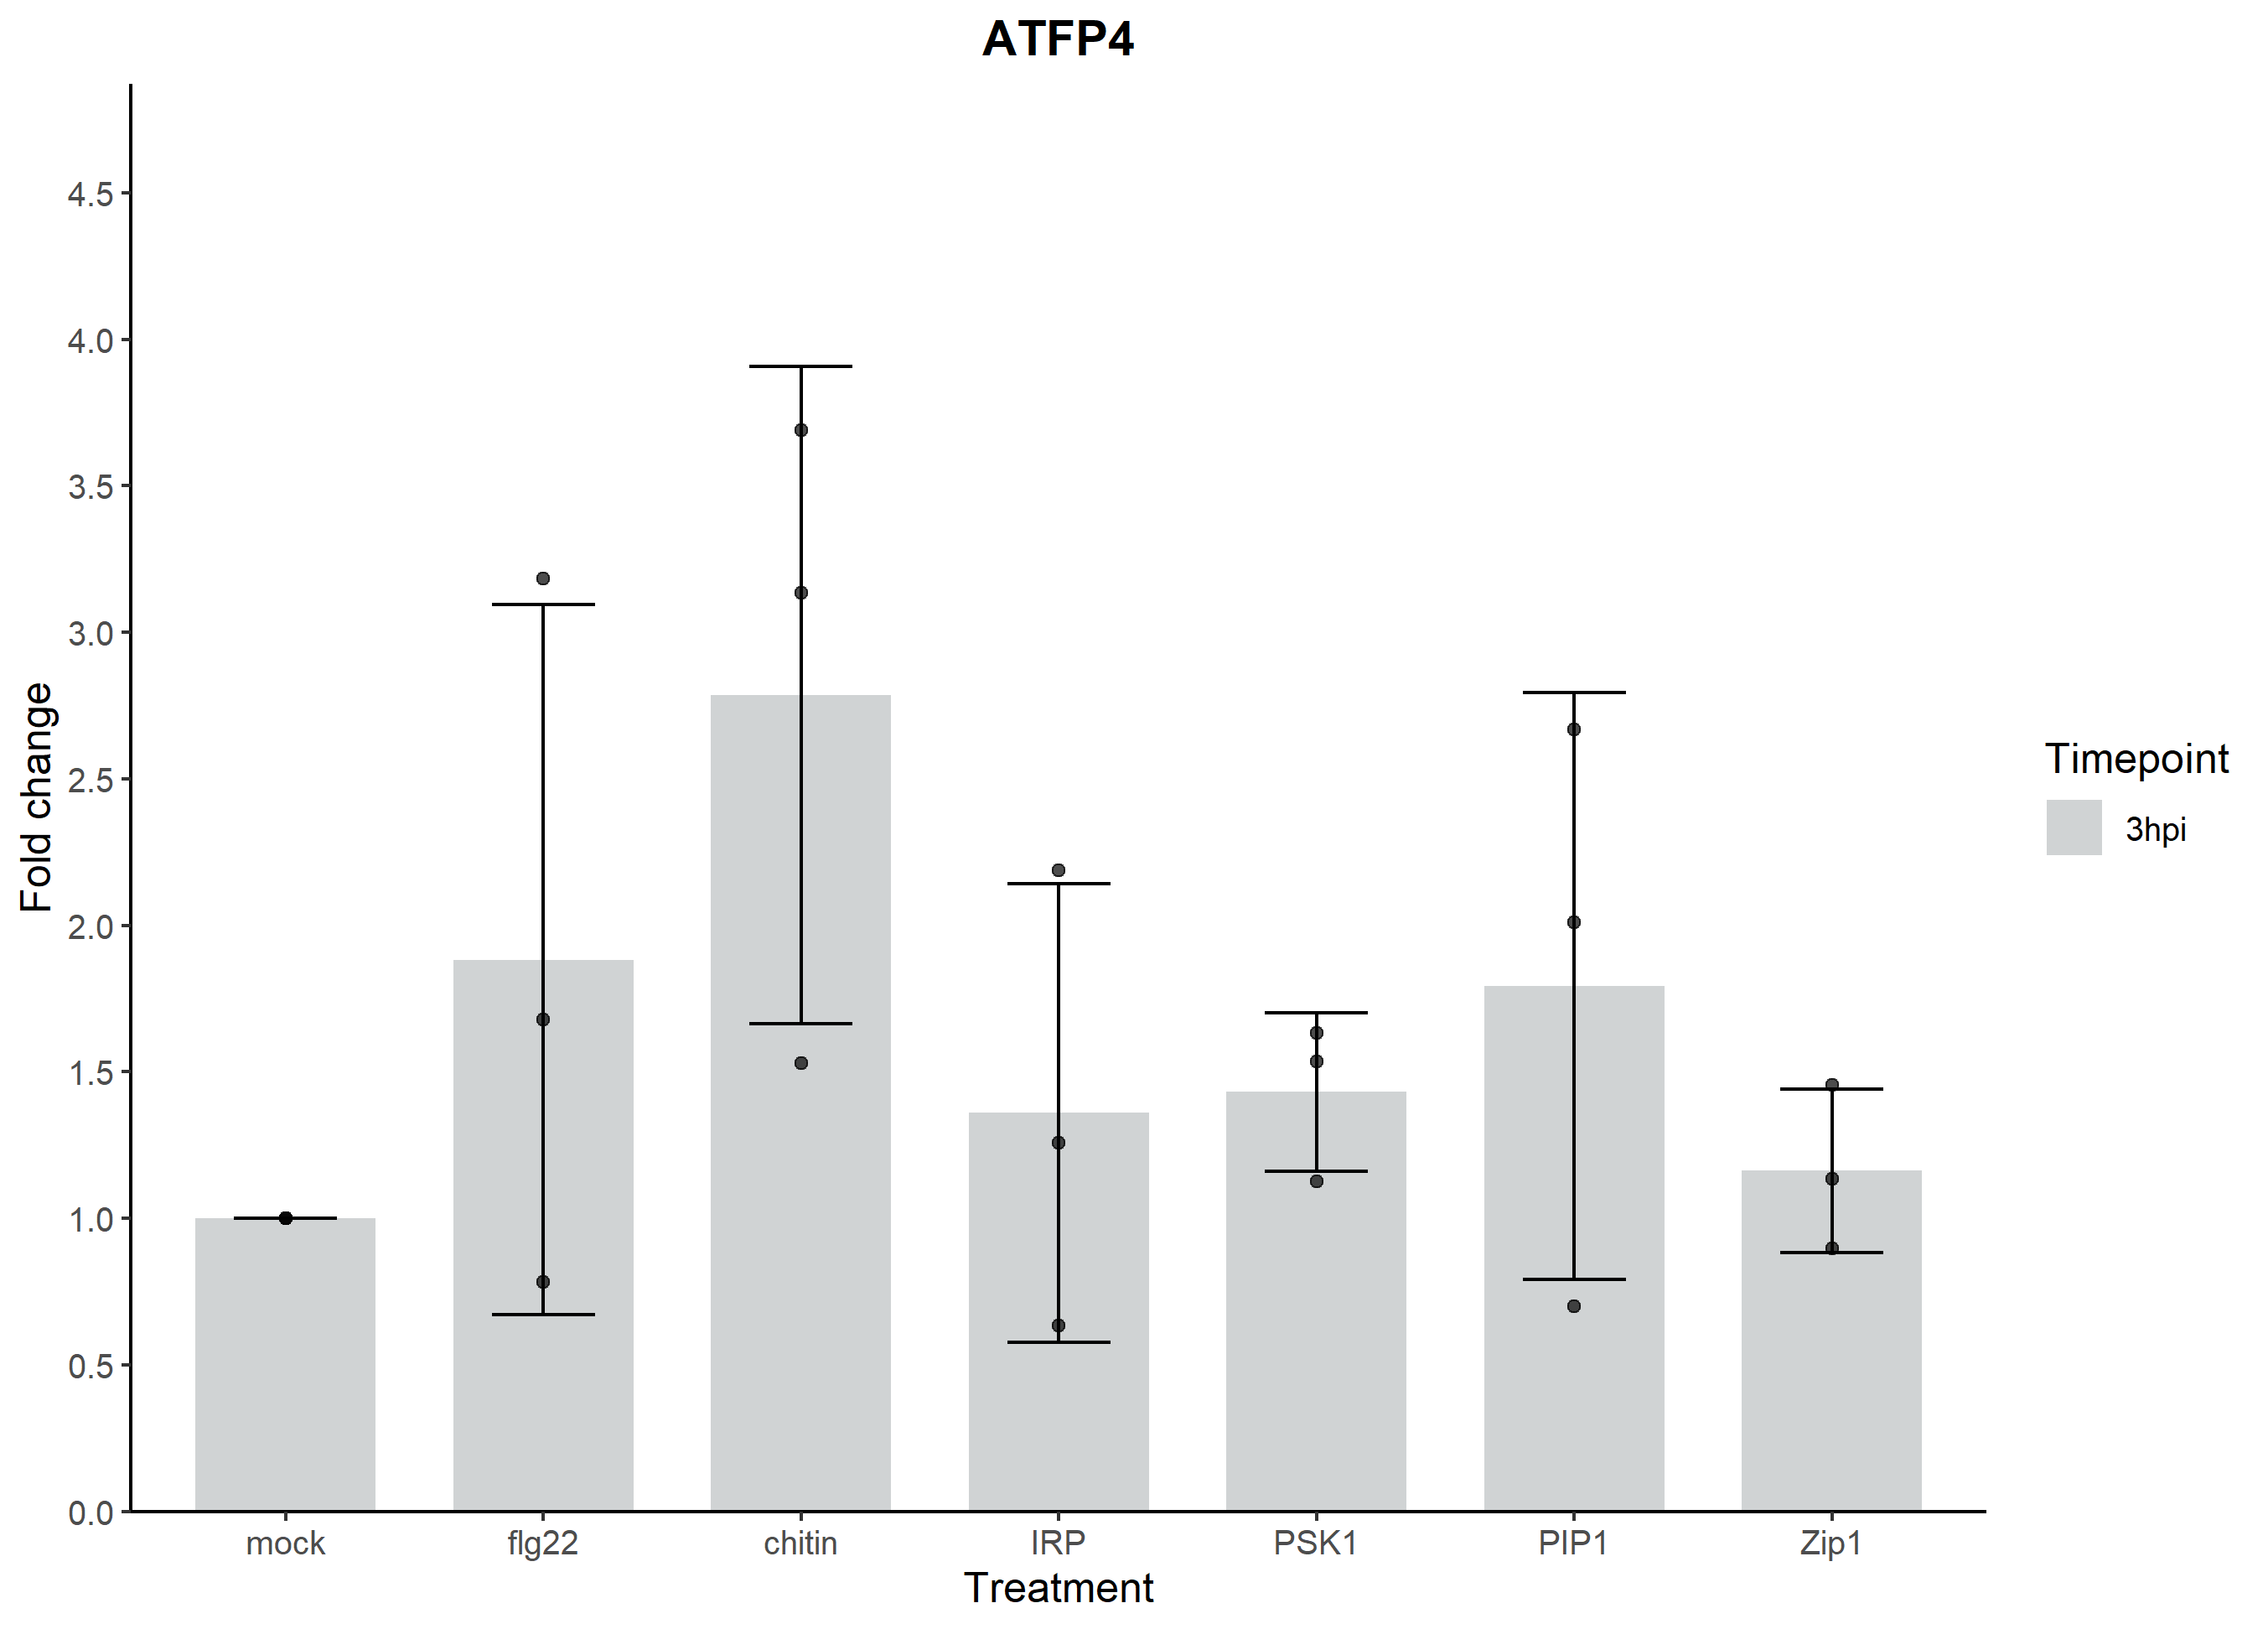 ATFP4
Fold change
4.5
4.0
3.5
3.0
2.5
2.0
1.5
1.0
0.5
0.0
mock flg22 chitin IRP PSK1 PIP1 Zip1
Treatment
Timepoint
3hpi